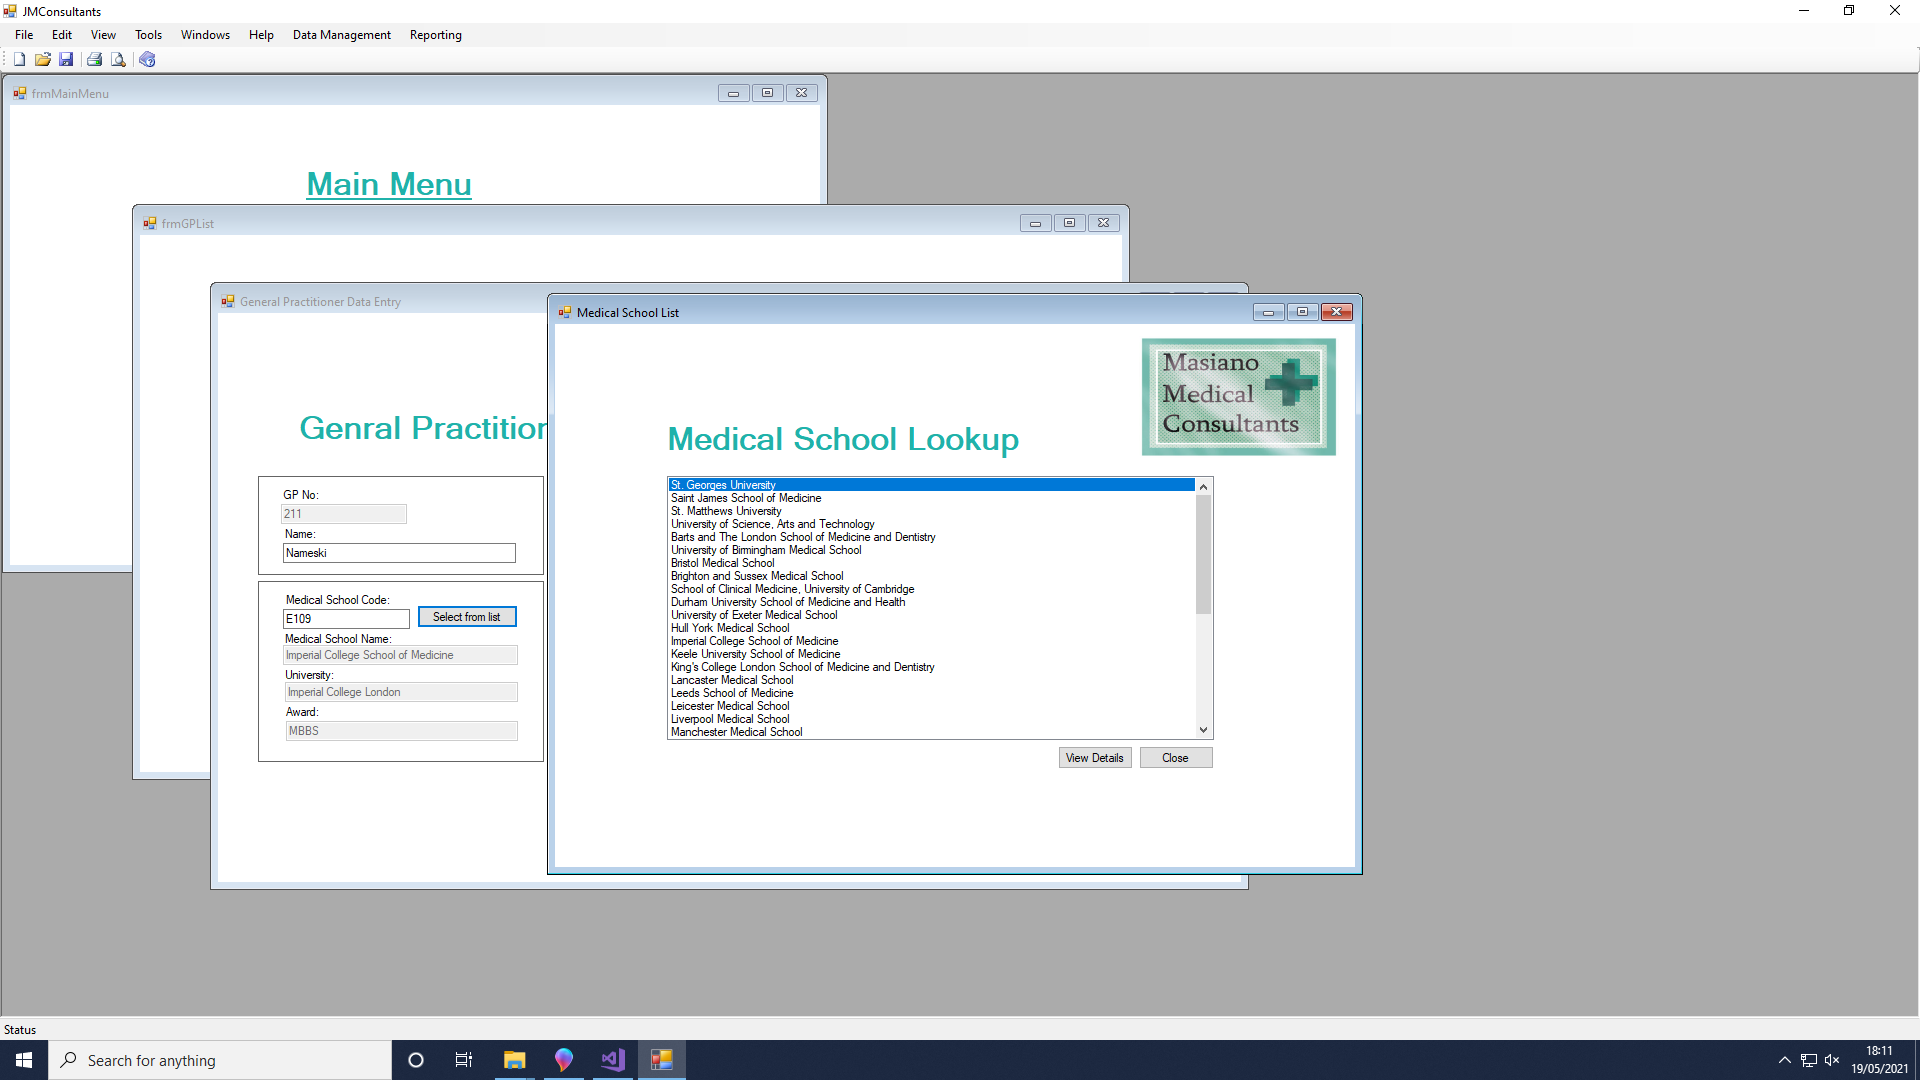 JMConsultants
File Edit View Tools Windows Help Data Management Reporting
frmMainMenu
Main Menu
frmGPList
General Practitioner Data Entry
Genral Practition
GP No:
211
Name:
Nameski
Medical School Code:
E109
Select from list
Medical School Name:
Imperial College School of Medicine
University:
Imperial College London
Award:
MBBS
Medical School List
Masiano
Medical
Consultants
Medical School Lookup
St. Georges University
Saint James School of Medicine
St. Matthews University
University of Science, Arts and Technology
Barts and The London School of Medicine and Dentistry
University of Birmingham Medical School
Bristol Medical School
Brighton and Sussex Medical School
School of Clinical Medicine, University of Cambridge
Durham University School of Medicine and Health
University of Exeter Medical School
Hull York Medical School
Imperial College School of Medicine
Keele University School of Medicine
King's College London School of Medicine and Dentistry
Lancaster Medical School
Leeds School of Medicine
Leicester Medical School
Liverpool Medical School
Manchester Medical School
View Details Close
Status
Search for anything
18:11
19/05/2021